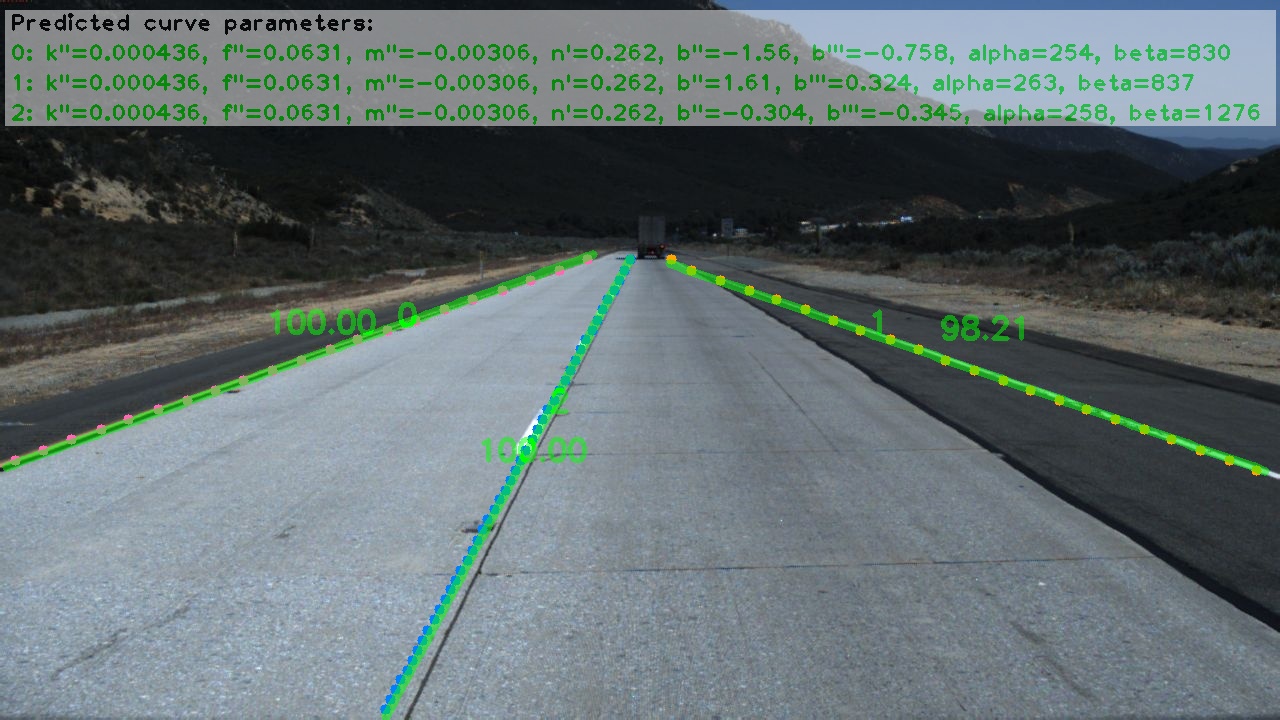 Predicted curve parameters:
0: k''=0.000436, f''=0.0631, m''=-0.00306, n'=0.262, b''=-1.56, b'''=-0.758, alpha=254, beta=830
1: k''=0.000436, f''=0.0631, m''=-0.00306, n'=0.262, b''=1.61, b'''=0.324, alpha=263, beta=837
2: k''=0.000436, f''=0.0631, m''=-0.00306, n'=0.262, b''=-0.304, b'''=-0.345, alpha=258, beta=1276
100.00 0
1 98.21
2
100.00